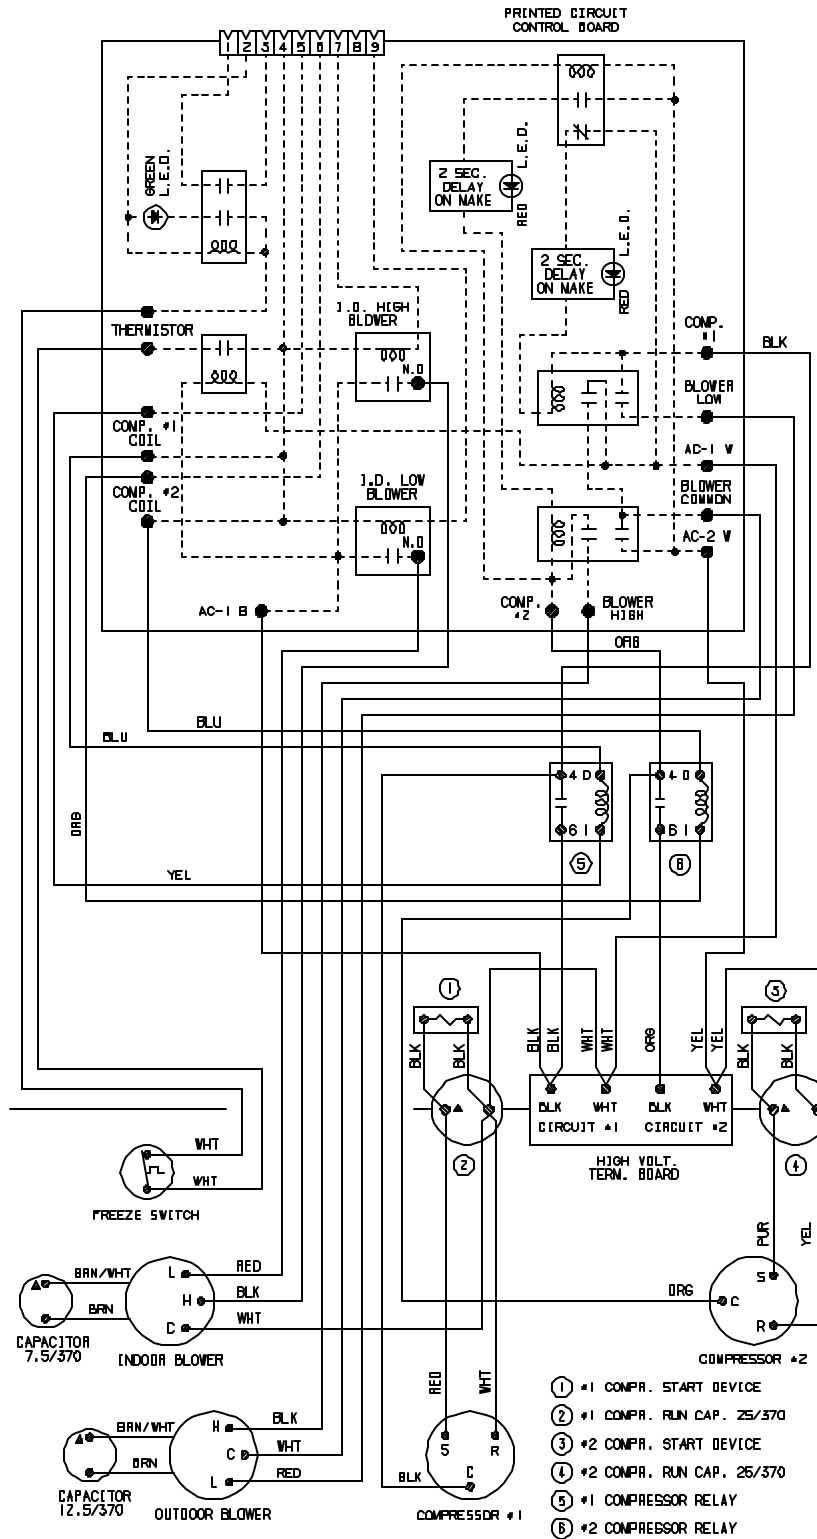 PRINTED CIRCUIT
CONTROL BOARD
1 2 3 4 5 6 7 8 9
GREEN
L.E.D.
L.E.D.
2 SEC.
DELAY
ON MAKE
RED
L.E.D.
2 SEC.
DELAY
ON MAKE
RED
I.D. HIGH
BLOWER
N.O
THERMISTOR
COMP.
#1
BLK
BLOWER
LOW
COMP. #1
COIL
AC-1 W
COMP. #2
COIL
I.D. LOW
BLOWER
N.O
BLOWER
COMMON
AC-2 W
AC-1 B
COMP.
#2
BLOWER
HIGH
ORG
BLU
BLU
4 0
4 0
ORG
6 1
6 1
5
6
YEL
1
3
BLK
BLK
BLK
BLK
WHT
WHT
ORG
YEL
YEL
BLK
BLK
BLK
WHT
BLK
WHT
CIRCUIT #1
CIRCUIT #2
2
HIGH VOLT.
TERM. BOARD
4
WHT
WHT
FREEZE SWITCH
PUR
YEL
BRN/WHT
BRN
L
H
C
RED
BLK
WHT
ORG
S
C
R
CAPACITOR
7.5/370
INDOOR BLOWER
COMPRESSOR #2
RED
WHT
1 #1 COMPR. START DEVICE
2 #1 COMPR. RUN CAP. 25/370
3 #2 COMPR. START DEVICE
4 #2 COMPR. RUN CAP. 25/370
5 #1 COMPRESSOR RELAY
6 #2 COMPRESSOR RELAY
BRN/WHT
BRN
H
C
L
BLK
WHT
RED
S
R
C
BLK
CAPACITOR
12.5/370
OUTDOOR BLOWER
COMPRESSOR #1